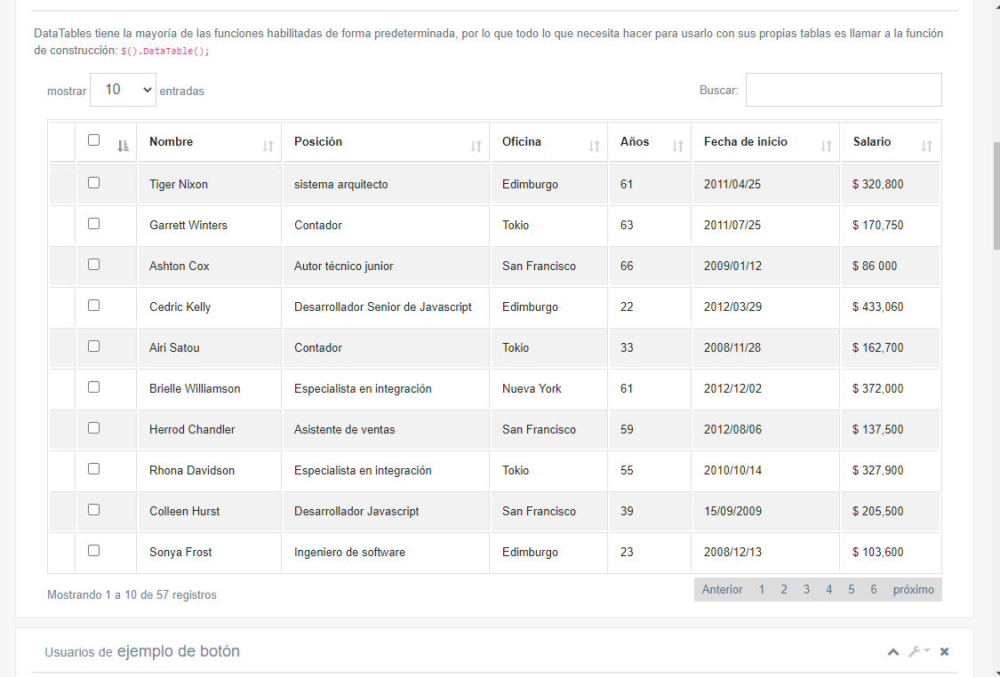 DataTables tiene la mayoría de las funciones habilitadas de forma predeterminada, por lo que todo lo que necesita hacer para usarlo con sus propias tablas es llamar a la función
de construcción: $().DataTable();
mostrar 10 entradas Buscar:
Nombre Posición Oficina Años Fecha de inicio Salario
Tiger Nixon sistema arquitecto Edimburgo 61 2011/04/25 $ 320,800
Garrett Winters Contador Tokio 63 2011/07/25 $ 170,750
Ashton Cox Autor técnico junior San Francisco 66 2009/01/12 $ 86 000
Cedric Kelly Desarrollador Senior de Javascript Edimburgo 22 2012/03/29 $ 433,060
Airi Satou Contador Tokio 33 2008/11/28 $ 162,700
Brielle Williamson Especialista en integración Nueva York 61 2012/12/02 $ 372,000
Herrod Chandler Asistente de ventas San Francisco 59 2012/08/06 $ 137,500
Rhona Davidson Especialista en integración Tokio 55 2010/10/14 $ 327,900
Colleen Hurst Desarrollador Javascript San Francisco 39 15/09/2009 $ 205,500
Sonya Frost Ingeniero de software Edimburgo 23 2008/12/13 $ 103,600
Mostrando 1 a 10 de 57 registros Anterior 1 2 3 4 5 6 próximo
Usuarios de ejemplo de botón